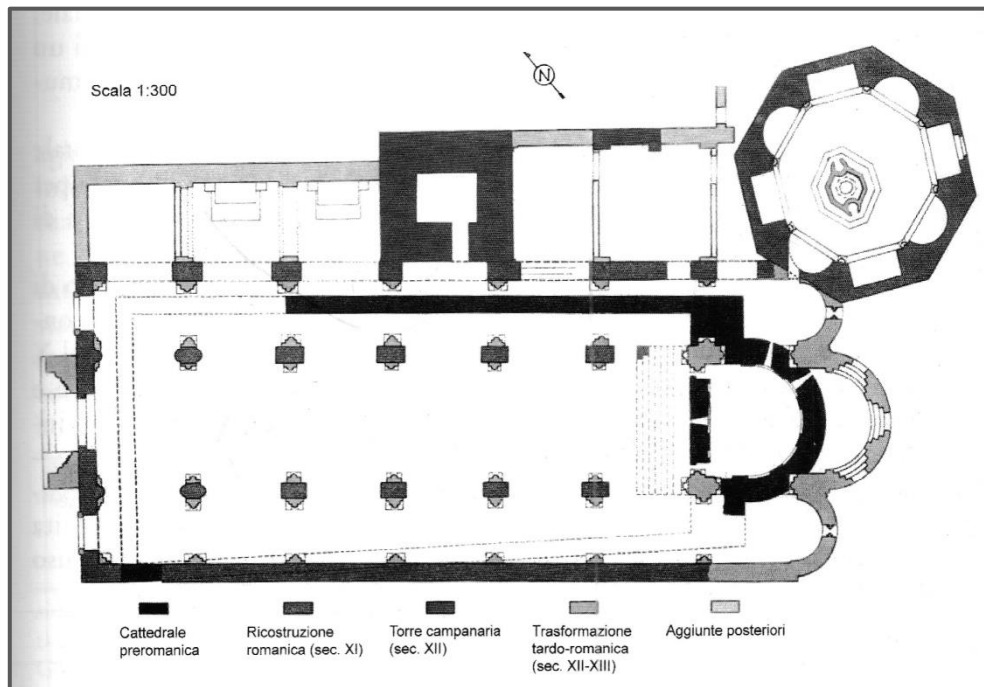 Scala 1:300
N
Cattedrale
preromanica
Ricostruzione
romanica (sec. XI)
Torre campanaria
(sec. XII)
Trasformazione
tardo-romanica
(sec. XII-XIII)
Aggiunte posteriori